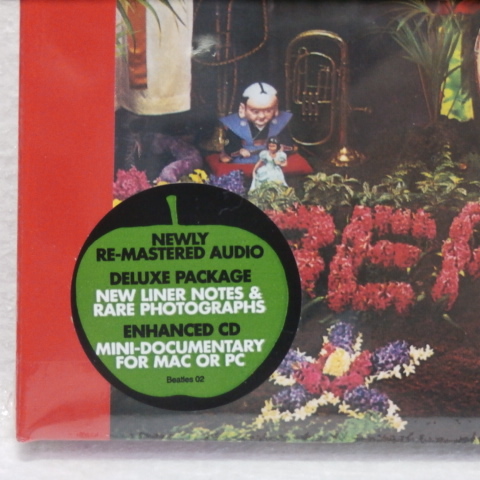 NEWLY
RE-MASTERED AUDIO
DELUXE PACKAGE
NEW LINER NOTES &
RARE PHOTOGRAPHS
ENHANCED CD
MINI-DOCUMENTARY
FOR MAC OR PC
Beatles 02
BEA